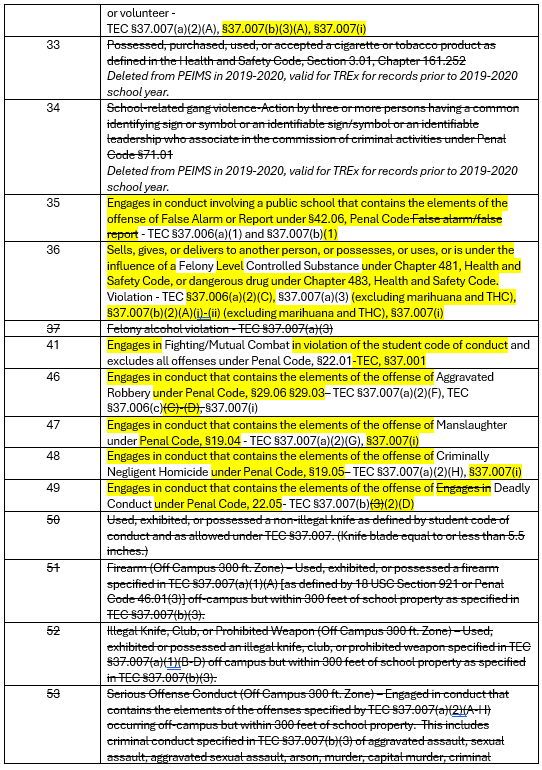 or volunteer -
TEC §37.007(a)(2)(A), §37.007(b)(3)(A), §37.007(i)
33
Possessed, purchased, used, or accepted a cigarette or tobacco product as
defined in the Health and Safety Code, Section 3.01, Chapter 161.252
Deleted from PEIMS in 2019-2020, valid for TREx for records prior to 2019-2020
school year.
34
School-related gang violence-Action by three or more persons having a common
identifying sign or symbol or an identifiable sign/symbol or an identifiable
leadership who associate in the commission of criminal activities under Penal
Code §71.01
Deleted from PEIMS in 2019-2020, valid for TREx for records prior to 2019-2020
school year.
35
Engages in conduct involving a public school that contains the elements of the
offense of False Alarm or Report under §42.06, Penal Code False alarm/false
report - TEC §37.006(a)(1) and §37.007(b)(1)
36
Sells, gives, or delivers to another person, or possesses, or uses, or is under the
influence of a Felony Level Controlled Substance under Chapter 481, Health and
Safety Code, or dangerous drug under Chapter 483, Health and Safety Code.
Violation - TEC §37.006(a)(2)(C), §37.007(a)(3) (excluding marihuana and THC),
§37.007(b)(2)(A)(i)-(ii) (excluding marihuana and THC), §37.007(i)
37
Felony alcohol violation - TEC §37.007(a)(3)
41
Engages in Fighting/Mutual Combat in violation of the student code of conduct and
excludes all offenses under Penal Code, §22.01-TEC, §37.001
46
Engages in conduct that contains the elements of the offense of Aggravated
Robbery under Penal Code, §29.06 §29.03– TEC §37.007(a)(2)(F), TEC
§37.006(c)(C)-(D),§37.007(i)
47
Engages in conduct that contains the elements of the offense of Manslaughter
under Penal Code, §19.04 - TEC §37.007(a)(2)(G), §37.007(i)
48
Engages in conduct that contains the elements of the offense of Criminally
Negligent Homicide under Penal Code, §19.05– TEC §37.007(a)(2)(H), §37.007(i)
49
Engages in conduct that contains the elements of the offense of Engages in Deadly
Conduct under Penal Code, 22.05- TEC §37.007(b)(3)(2)(D)
50
Used, exhibited, or possessed a non-illegal knife as defined by student code of
conduct and as allowed under TEC §37.007. (Knife blade equal to or less than 5.5
inches.)
51
Firearm (Off Campus 300 ft. Zone) – Used, exhibited, or possessed a firearm
specified in TEC §37.007(a)(1)(A) [as defined by 18 USC Section 921 or Penal
Code 46.01(3)] off-campus but within 300 feet of school property as specified in
TEC §37.007(b)(3).
52
Illegal Knife, Club, or Prohibited Weapon (Off Campus 300 ft. Zone) – Used,
exhibited or possessed an illegal knife, club, or prohibited weapon specified in TEC
§37.007(a)(1)(B-D) off campus but within 300 feet of school property as specified
in TEC §37.007(b)(3).
53
Serious Offense Conduct (Off Campus 300 ft. Zone) – Engaged in conduct that
contains the elements of the offenses specified by TEC §37.007(a)(2)(A-H)
occurring off-campus but within 300 feet of school property. This includes
criminal conduct specified in TEC §37.007(b)(3) of aggravated assault, sexual
assault, aggravated sexual assault, arson, murder, capital murder, criminal